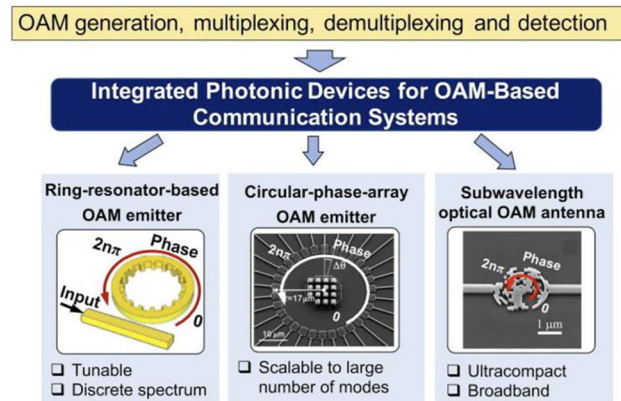 OAM generation, multiplexing, demultiplexing and detection
Integrated Photonic Devices for OAM-Based
Communication Systems
Ring-resonator-based
OAM emitter
2nπ
Phase
Input
0
Tunable
Discrete spectrum
Circular-phase-array
OAM emitter
2nπ
Phase
Δθ
r=17μm
0
10 μm
Scalable to large
number of modes
Subwavelength
optical OAM antenna
2nπ
Phase
0
1 μm
Ultracompact
Broadband